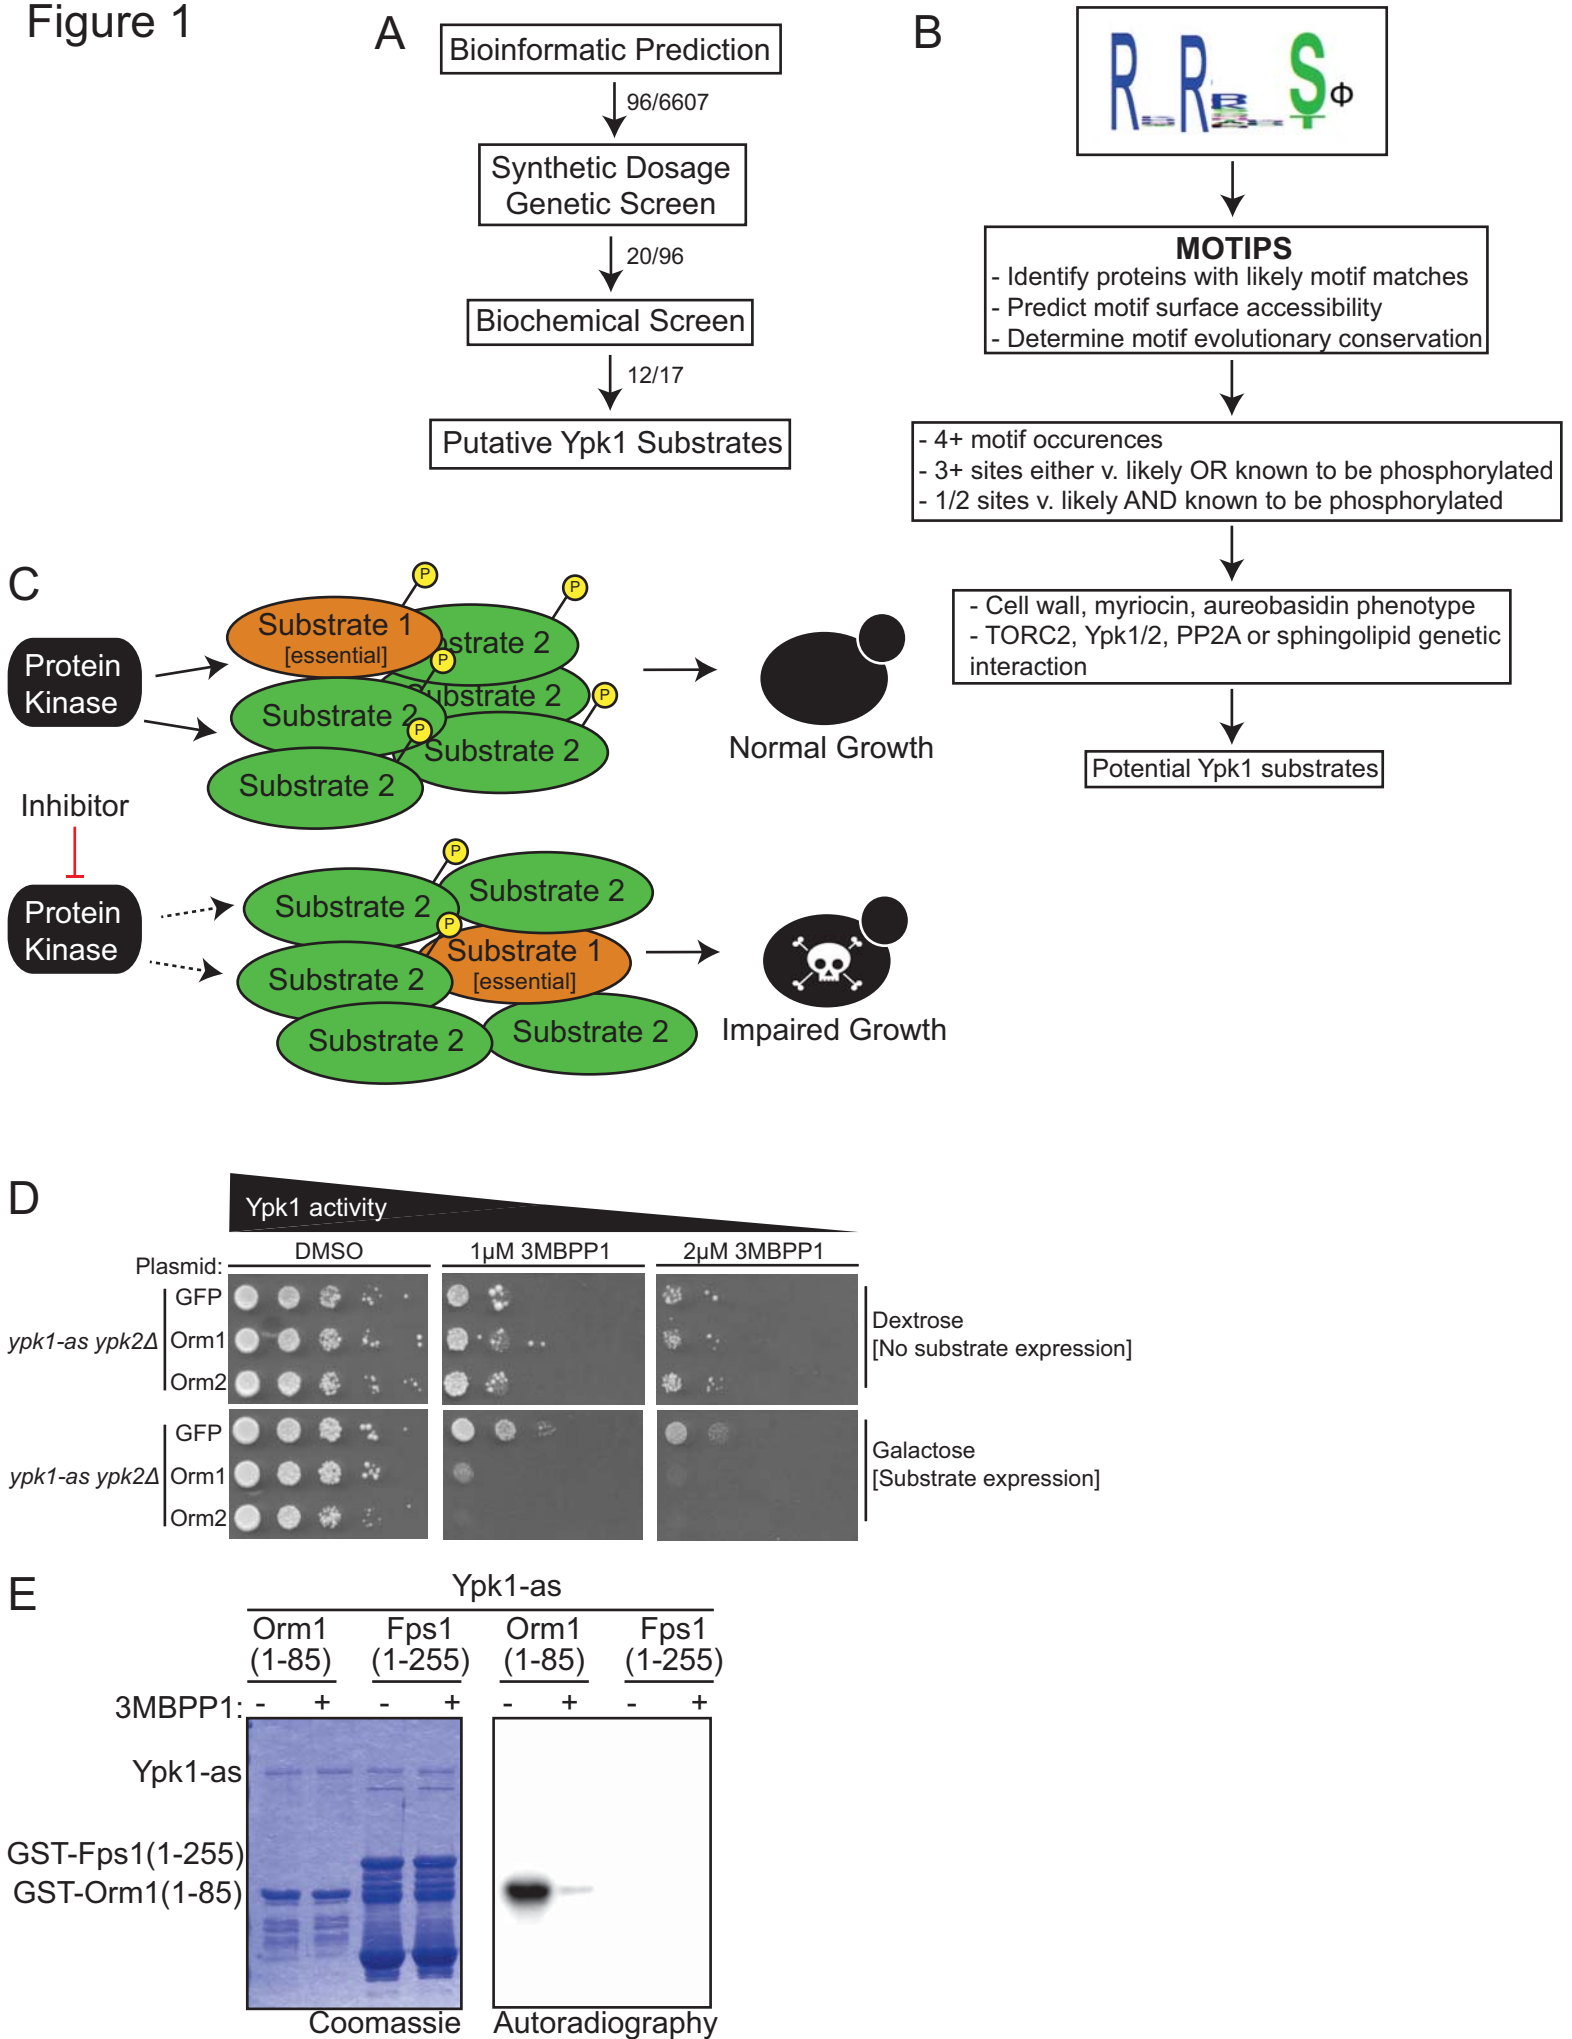 Figure 1
A
Bioinformatic Prediction
96/6607
Synthetic Dosage
Genetic Screen
20/96
Biochemical Screen
12/17
Putative Ypk1 Substrates
B
R R R S Φ
MOTIPS
- Identify proteins with likely motif matches
- Predict motif surface accessibility
- Determine motif evolutionary conservation
- 4+ motif occurences
- 3+ sites either v. likely OR known to be phosphorylated
- 1/2 sites v. likely AND known to be phosphorylated
- Cell wall, myriocin, aureobasidin phenotype
- TORC2, Ypk1/2, PP2A or sphingolipid genetic
interaction
Potential Ypk1 substrates
C
Protein
Kinase
P
P
Substrate 1
[essential]
bstrate 2
P
ubstrate 2
P
Substrate 2
P
Substrate 2
Substrate 2
Normal Growth
Inhibitor
Protein
Kinase
P
Substrate 2
Substrate 2
P
Substrate 1
[essential]
Substrate 2
Substrate 2
Substrate 2
Impaired Growth
D
Ypk1 activity
DMSO
1µM 3MBPP1
2µM 3MBPP1
Plasmid:
ypk1-as ypk2Δ
GFP
Orm1
Orm2
Dextrose
[No substrate expression]
ypk1-as ypk2Δ
GFP
Orm1
Orm2
Galactose
[Substrate expression]
E
Ypk1-as
Orm1 Fps1 Orm1 Fps1
(1-85) (1-255) (1-85) (1-255)
3MBPP1: - + - + - + - +
Ypk1-as
GST-Fps1(1-255)
GST-Orm1(1-85)
Coomassie
Autoradiography